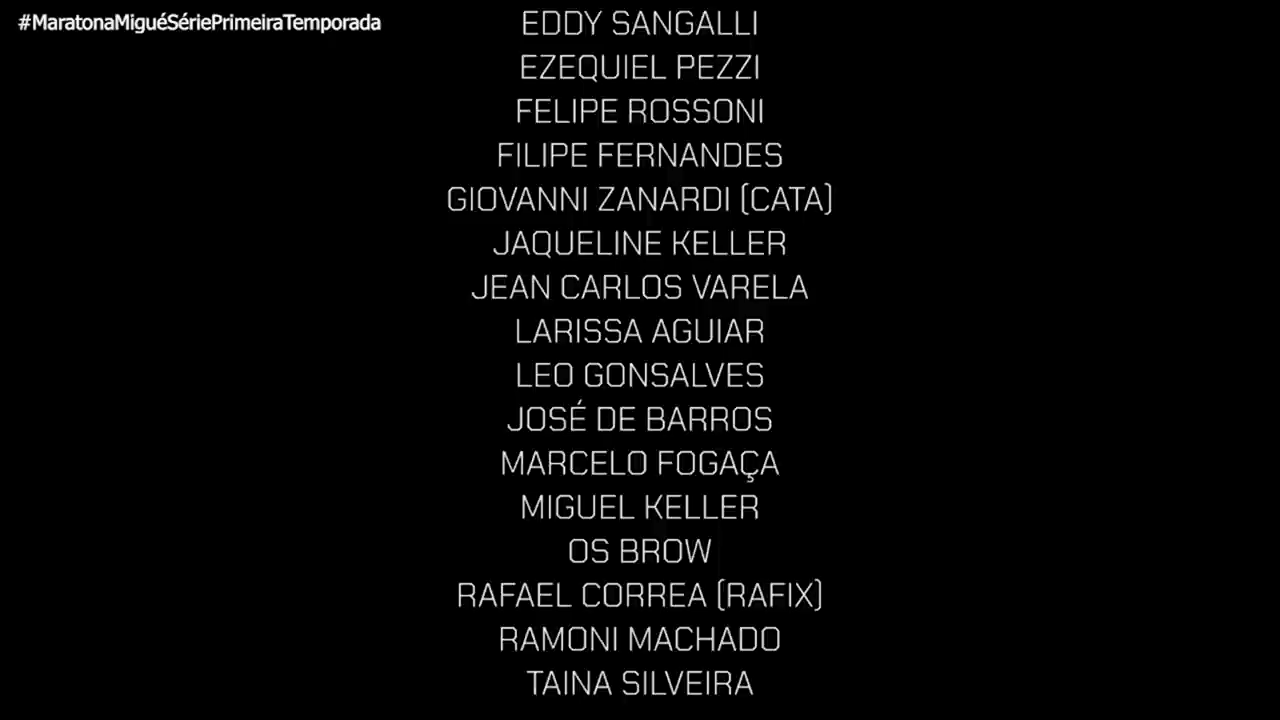 #MaratonaMiguéSériePrimeiraTemporada
EDDY SANGALLI
EZEQUIEL PEZZI
FELIPE ROSSONI
FILIPE FERNANDES
GIOVANNI ZANARDI (CATA)
JAQUELINE KELLER
JEAN CARLOS VARELA
LARISSA AGUIAR
LEO GONSALVES
JOSÉ DE BARROS
MARCELO FOGAÇA
MIGUEL KELLER
OS BROW
RAFAEL CORREA (RAFIX)
RAMONI MACHADO
TAINA SILVEIRA